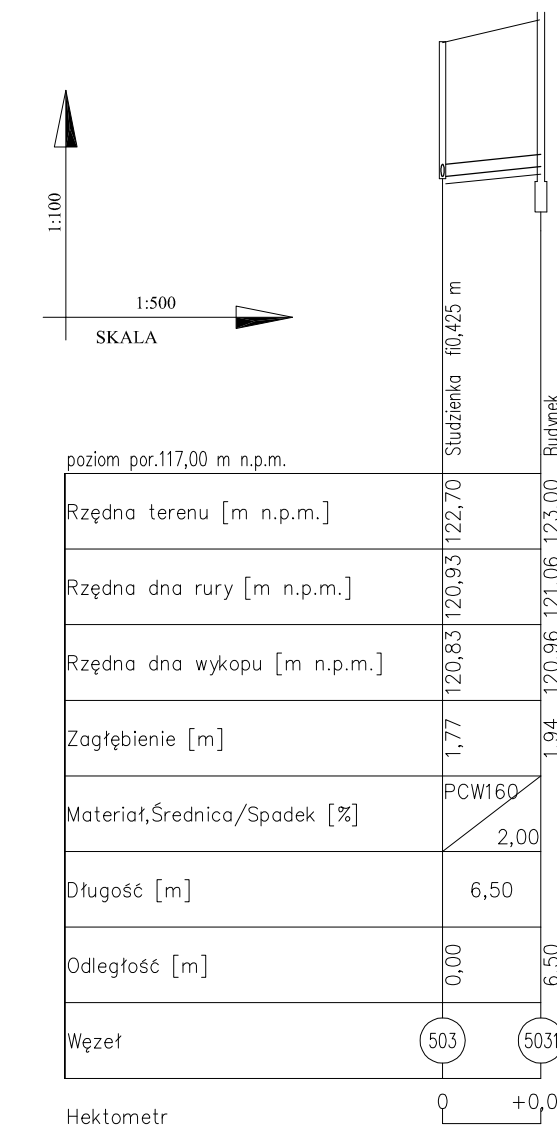 1:100
1:500
SKALA
Studzienka fi0,425 m
Budynek
poziom por.117,00 m n.p.m.
Rzędna terenu [m n.p.m.] 122,70 123,00
Rzędna dna rury [m n.p.m.] 120,93 121,06
Rzędna dna wykopu [m n.p.m.] 120,83 120,96
Zagłębienie [m] 1,77 1,94
Materiał,Średnica/Spadek [%] PCW160 2,00
Długość [m] 6,50
Odległość [m] 0,00 6,50
Węzeł 503 5031
Hektometr 0 +0,0